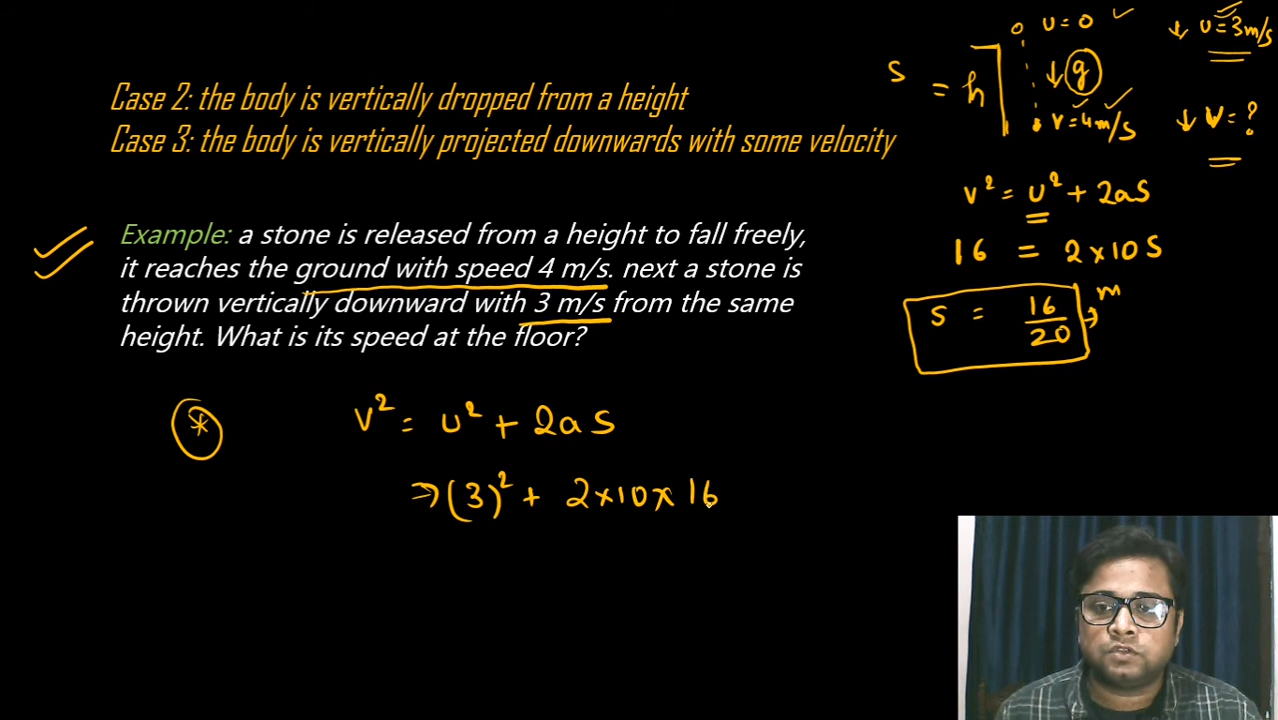 Case 2: the body is vertically dropped from a height
Case 3: the body is vertically projected downwards with some velocity
Example: a stone is released from a height to fall freely,
it reaches the ground with speed 4 m/s. next a stone is
thrown vertically downward with 3 m/s from the same
height. What is its speed at the floor?
v² = u² + 2as
⇒ (3)² + 2×10×16
u = 0 ✓
↓ u = 3m/s
s = h
↓ g
v = 4m/s
↓ v = ?
v² = u² + 2as
16 = 2×10 s
s = 16/20 → m